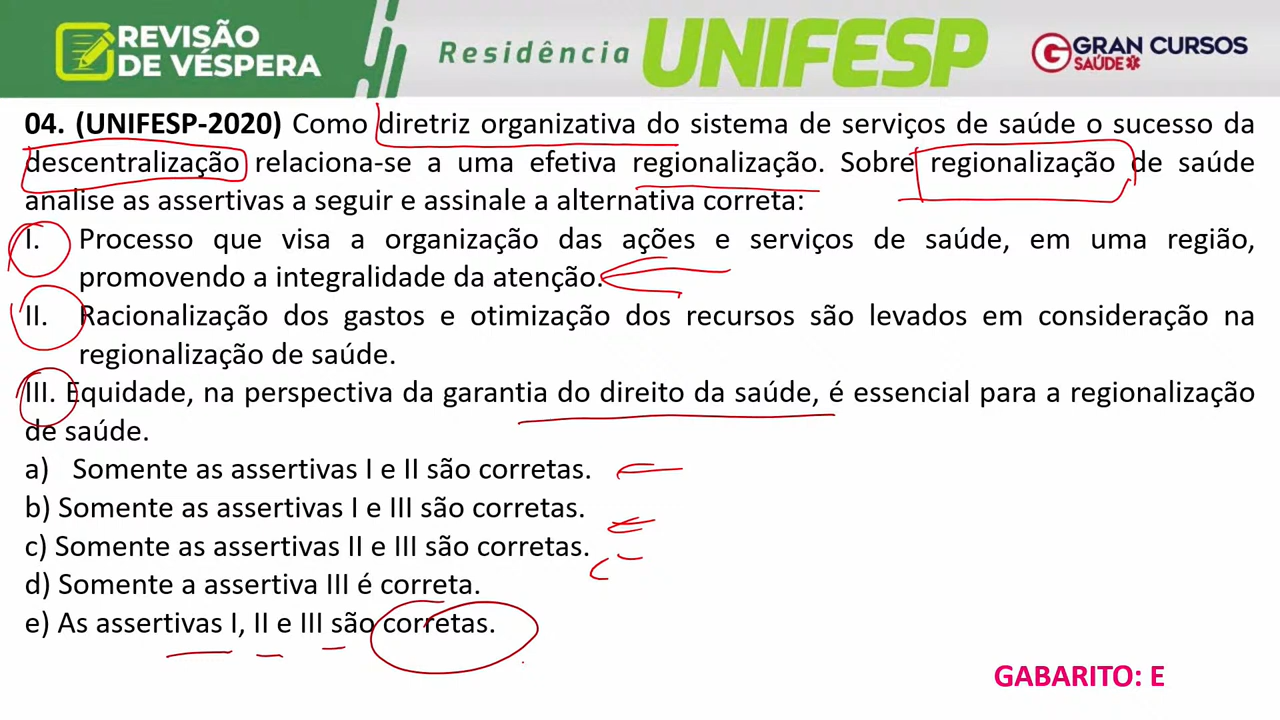 REVISÃO
DE VÉSPERA
Residência UNIFESP
GRAN CURSOS
SAÚDE
04. (UNIFESP-2020) Como diretriz organizativa do sistema de serviços de saúde o sucesso da
descentralização relaciona-se a uma efetiva regionalização. Sobre regionalização de saúde
analise as assertivas a seguir e assinale a alternativa correta:
I. Processo que visa a organização das ações e serviços de saúde, em uma região,
promovendo a integralidade da atenção.
II. Racionalização dos gastos e otimização dos recursos são levados em consideração na
regionalização de saúde.
III. Equidade, na perspectiva da garantia do direito da saúde, é essencial para a regionalização
de saúde.
a) Somente as assertivas I e II são corretas.
b) Somente as assertivas I e III são corretas.
c) Somente as assertivas II e III são corretas.
d) Somente a assertiva III é correta.
e) As assertivas I, II e III são corretas.
GABARITO: E